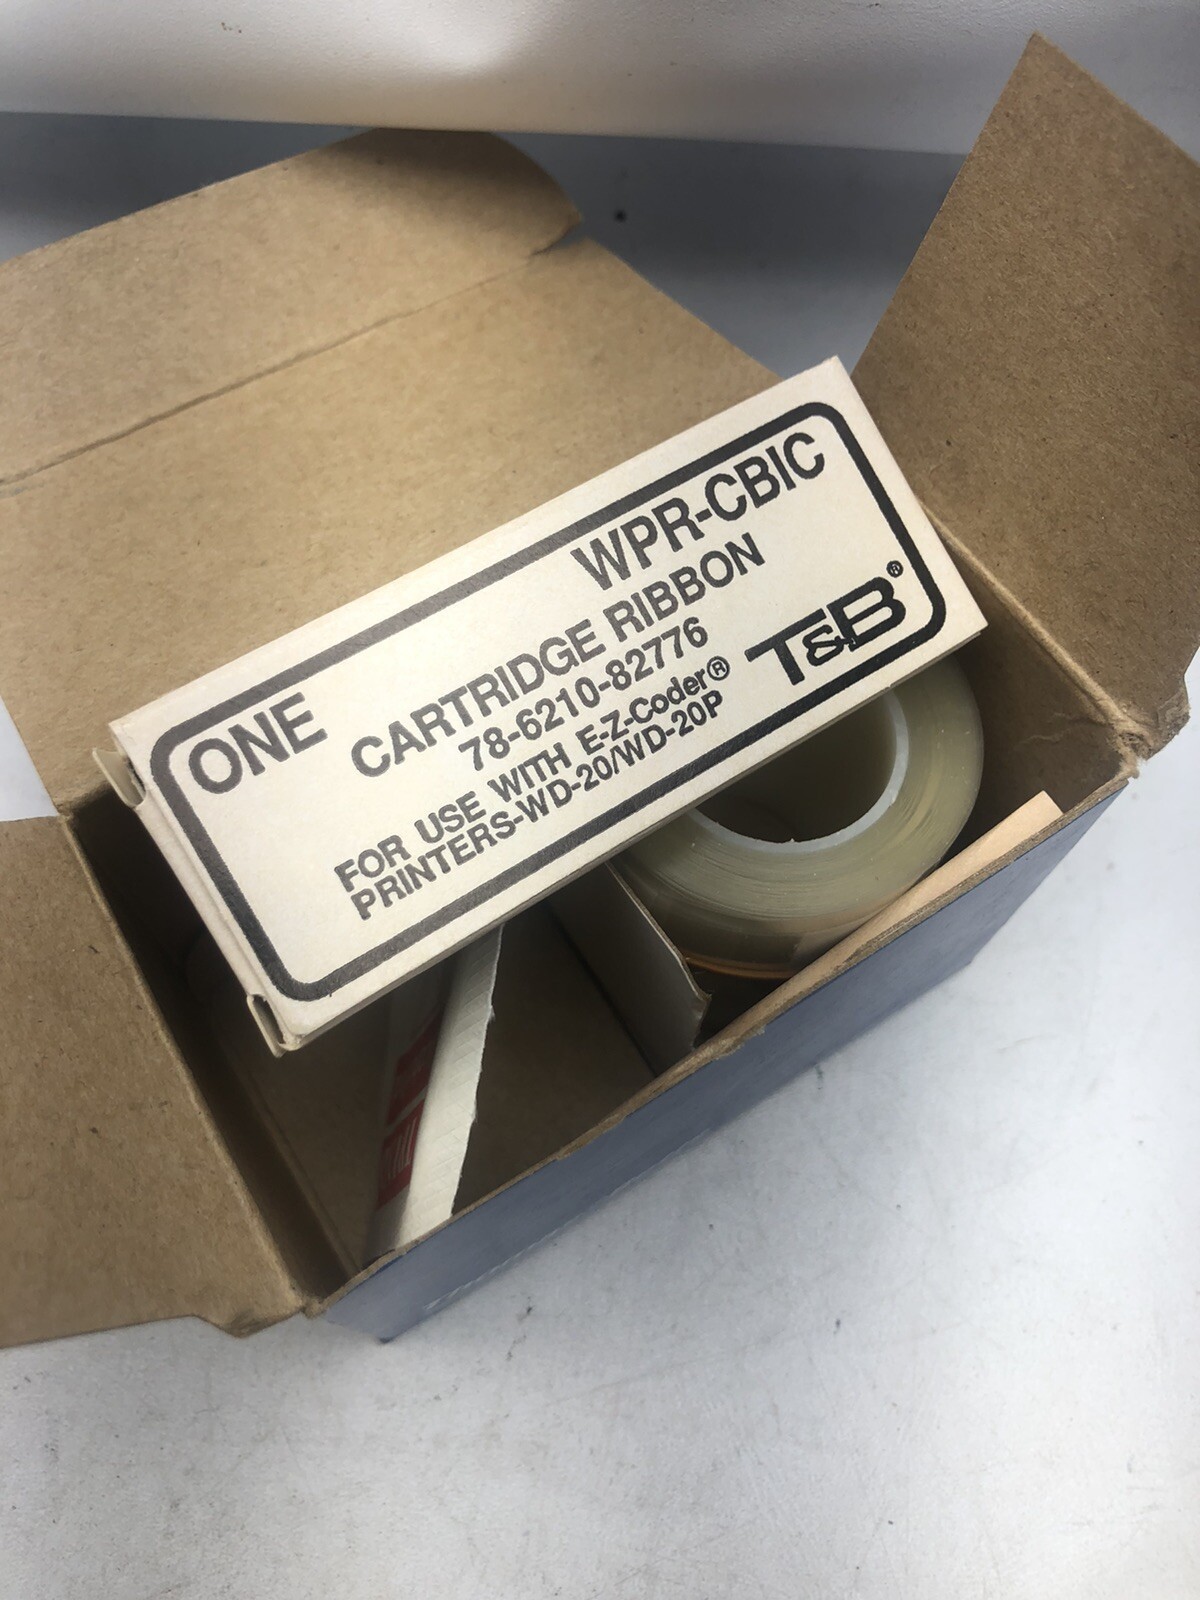 ONE
WPR-CBIC
CARTRIDGE RIBBON
78-6210-82776
FOR USE WITH E-Z-Coder®
PRINTERS-WD-20/WD-20P
T&B®